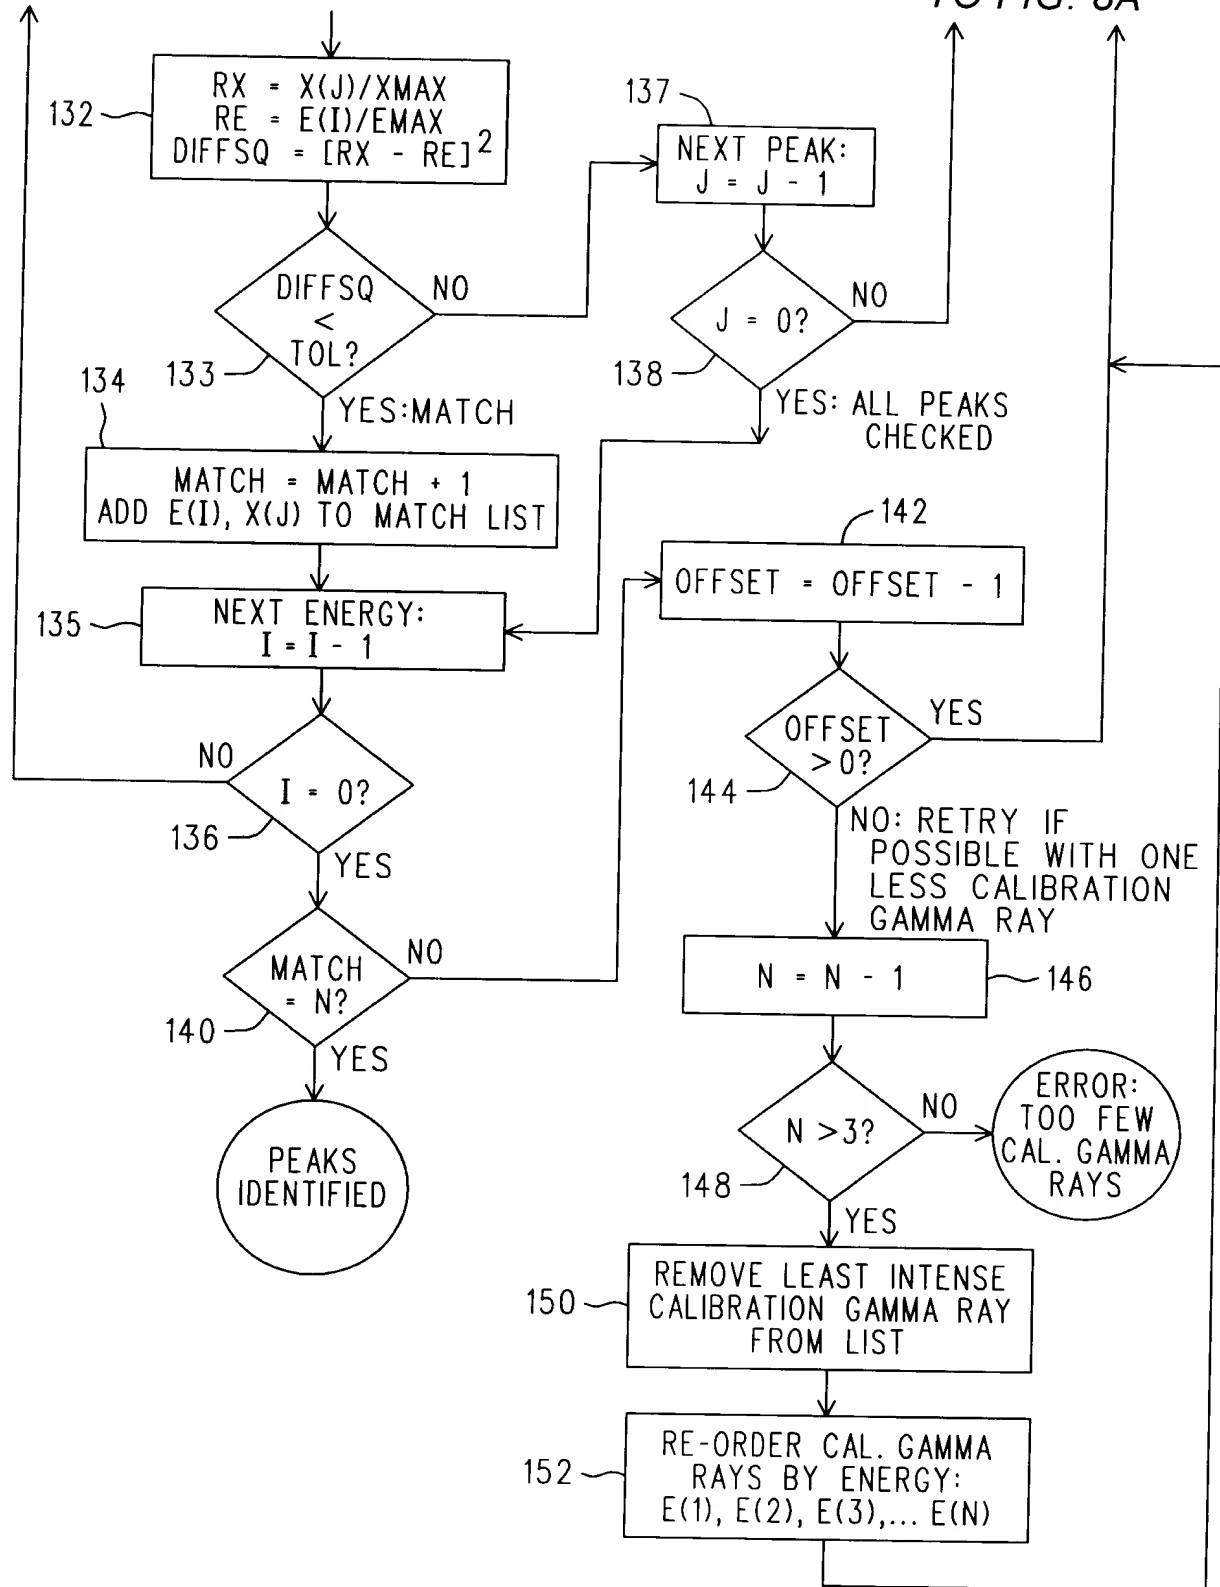 TO FIG. 8A
132
RX = X(J)/XMAX
RE = E(I)/EMAX
DIFFSQ = [RX - RE]2
137
NEXT PEAK:
J = J - 1
DIFFSQ
<
TOL?
NO
133
J = 0?
NO
138
YES: ALL PEAKS
CHECKED
YES:MATCH
134
MATCH = MATCH + 1
ADD E(I), X(J) TO MATCH LIST
135
NEXT ENERGY:
I = I - 1
NO
I = 0?
136
YES
MATCH
= N?
NO
140
YES
PEAKS
IDENTIFIED
142
OFFSET = OFFSET - 1
OFFSET
> 0?
YES
144
NO: RETRY IF
POSSIBLE WITH ONE
LESS CALIBRATION
GAMMA RAY
N = N - 1
146
N >3?
NO
148
ERROR:
TOO FEW
CAL. GAMMA
RAYS
YES
150
REMOVE LEAST INTENSE
CALIBRATION GAMMA RAY
FROM LIST
152
RE-ORDER CAL. GAMMA
RAYS BY ENERGY:
E(1), E(2), E(3),... E(N)